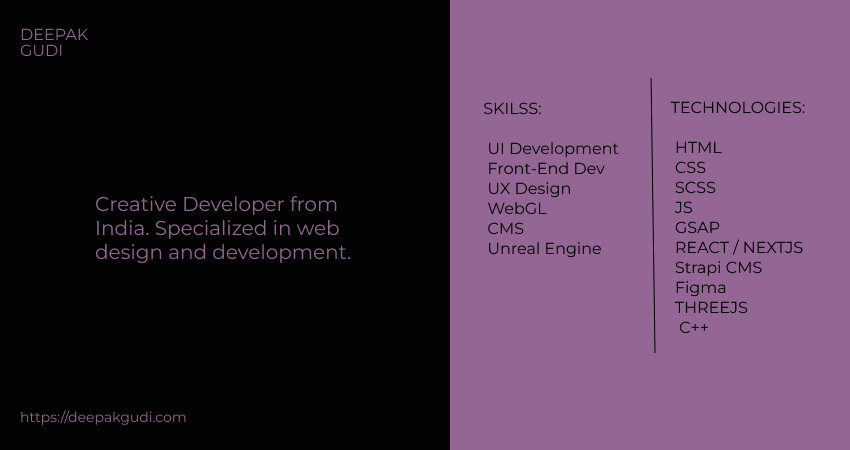 DEEPAK
GUDI
Creative Developer from
India. Specialized in web
design and development.
https://deepakgudi.com
SKILSS:
UI Development
Front-End Dev
UX Design
WebGL
CMS
Unreal Engine
TECHNOLOGIES:
HTML
CSS
SCSS
JS
GSAP
REACT / NEXTJS
Strapi CMS
Figma
THREEJS
C++